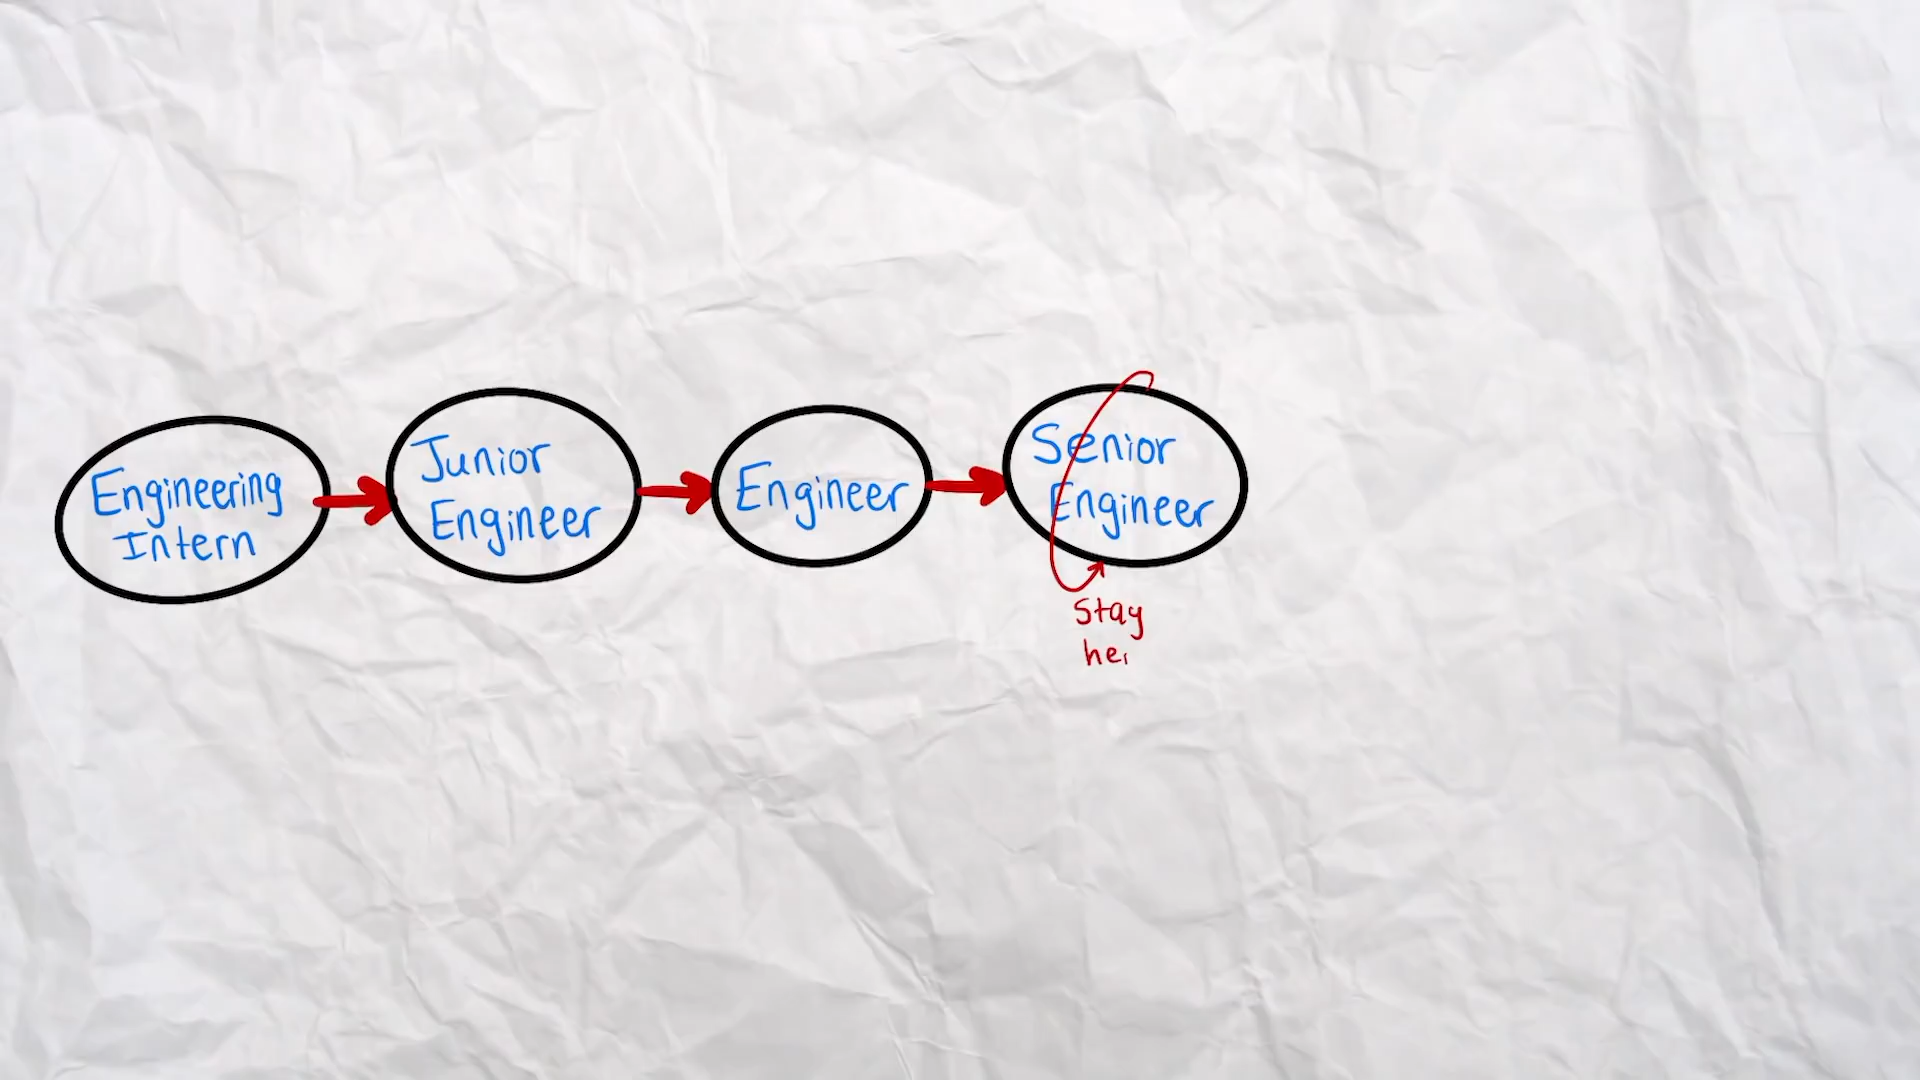 Engineering
Intern
Junior
Engineer
Engineer
Senior
Engineer
Stay